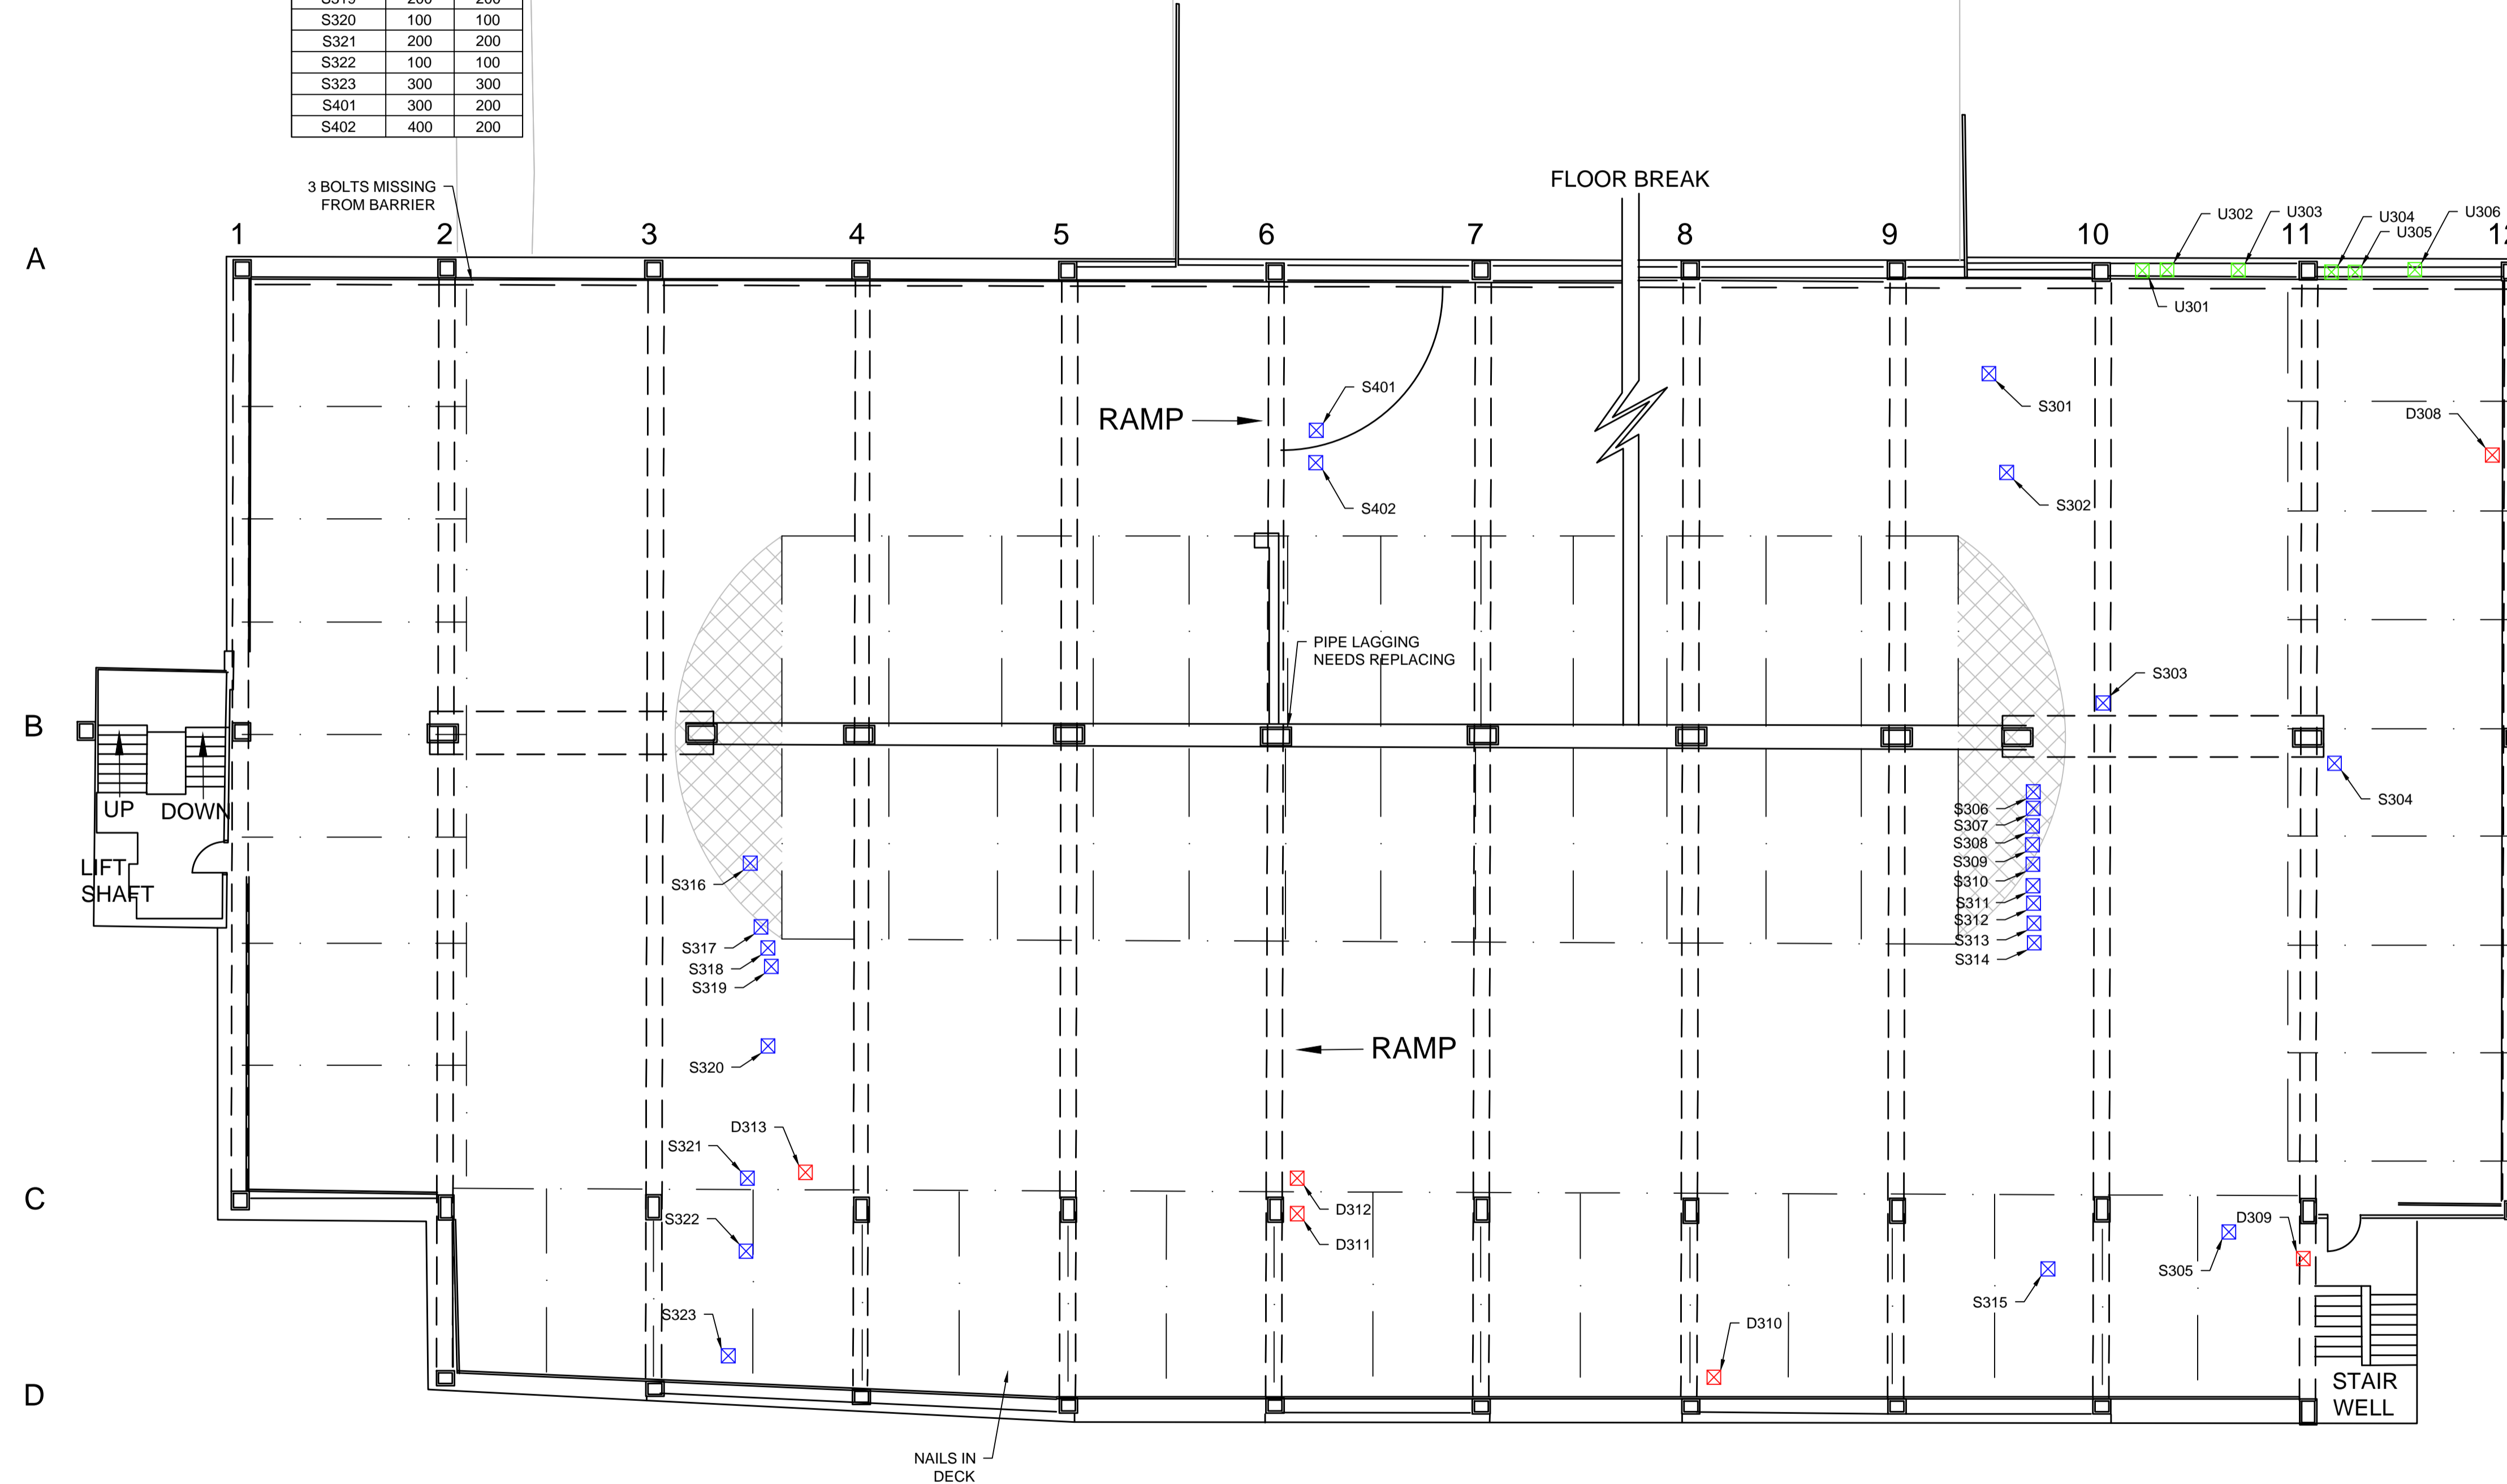 S319 200 200
S320 100 100
S321 200 200
S322 100 100
S323 300 300
S401 300 200
S402 400 200
3 BOLTS MISSING
FROM BARRIER
FLOOR BREAK
U302
U303
U304
U305
U306
U301
1 2 3 4 5 6 7 8 9 10 11
A
S401
RAMP
S402
S301
S302
D308
PIPE LAGGING
NEEDS REPLACING
S303
B
UP
DOWN
S304
LIFT
SHAFT
S306
S307
S308
S309
S310
S311
S312
S313
S314
S316
S317
S318
S319
S320
RAMP
D313
S321
C
S322
D312
D311
D309
S305
S315
S323
D310
D
STAIR
WELL
NAILS IN
DECK